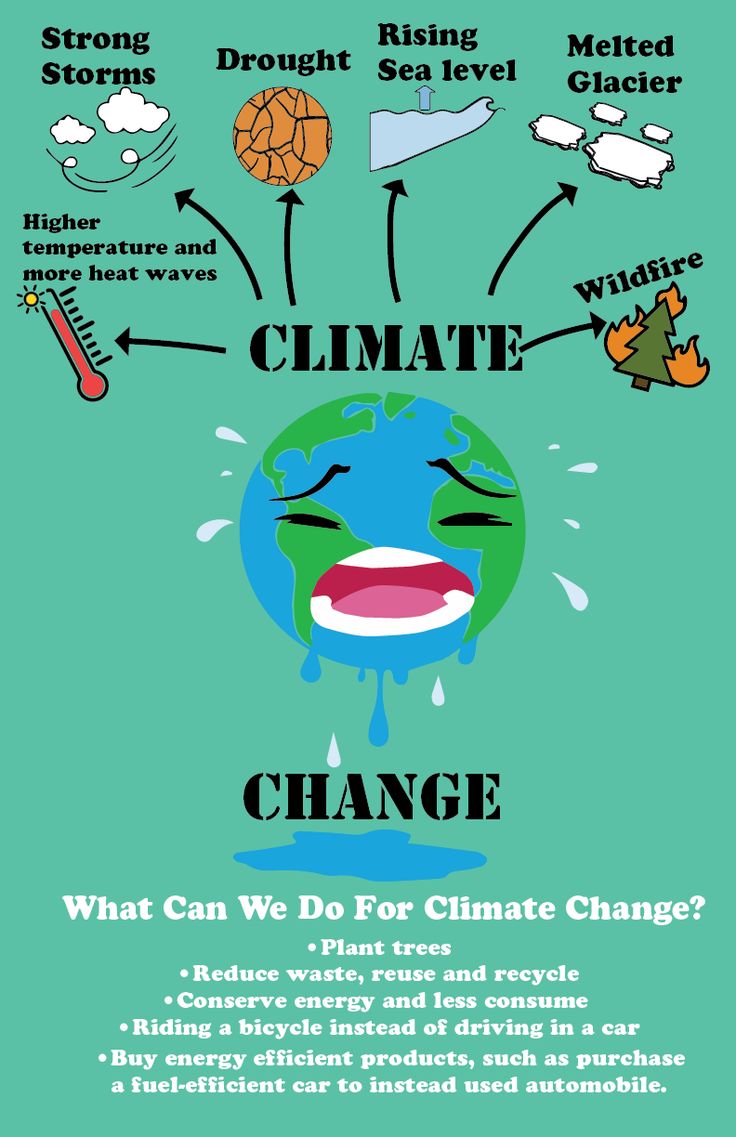 Strong
Storms
Drought
Rising
Sea level
Melted
Glacier
Higher
temperature and
more heat waves
Wildfire
CLIMATE
CHANGE
What Can We Do For Climate Change?
•Plant trees
•Reduce waste, reuse and recycle
•Conserve energy and less consume
•Riding a bicycle instead of driving in a car
•Buy energy efficient products, such as purchase
a fuel-efficient car to instead used automobile.